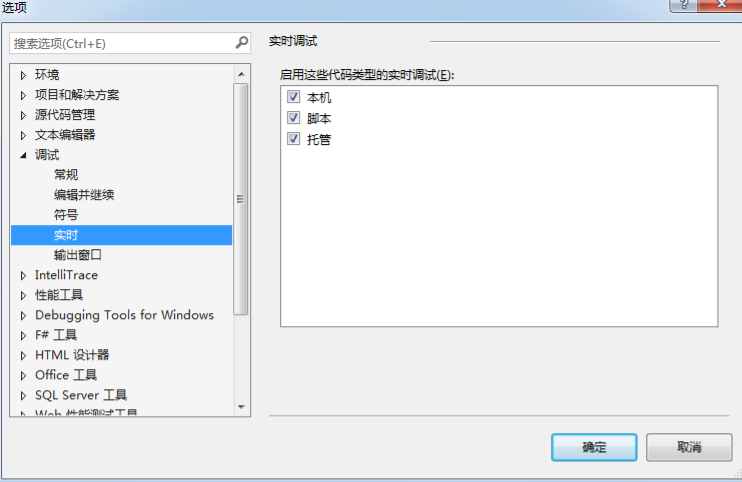 选项
搜索选项(Ctrl+E)
环境
项目和解决方案
源代码管理
文本编辑器
调试
常规
编辑并继续
符号
实时
输出窗口
IntelliTrace
性能工具
Debugging Tools for Windows
F# 工具
HTML 设计器
Office 工具
SQL Server 工具
Web 性能测试工具
实时调试
启用这些代码类型的实时调试(E):
本机
脚本
托管
确定
取消